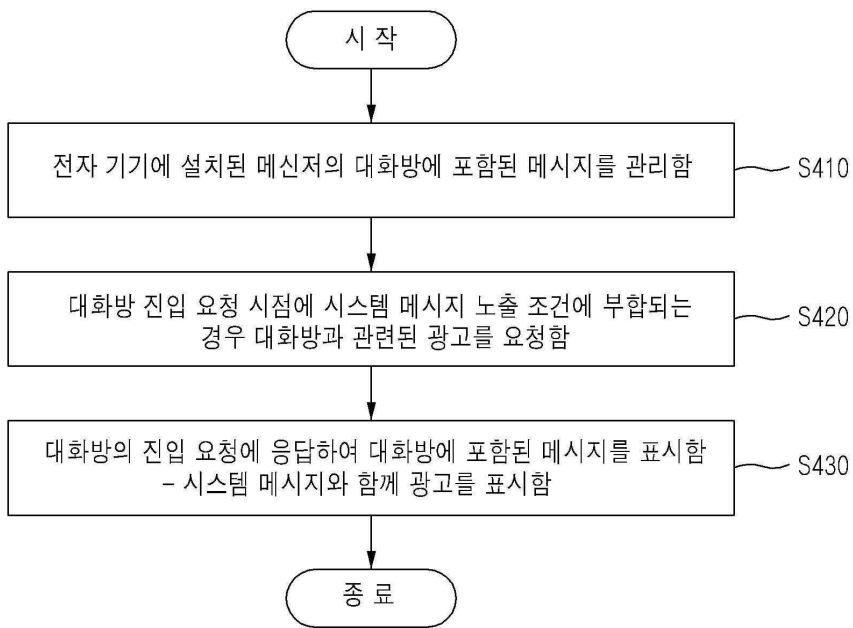 시 작
전자 기기에 설치된 메신저의 대화방에 포함된 메시지를 관리함
S410
대화방 진입 요청 시점에 시스템 메시지 노출 조건에 부합되는
경우 대화방과 관련된 광고를 요청함
S420
대화방의 진입 요청에 응답하여 대화방에 포함된 메시지를 표시함
- 시스템 메시지와 함께 광고를 표시함
S430
종 료